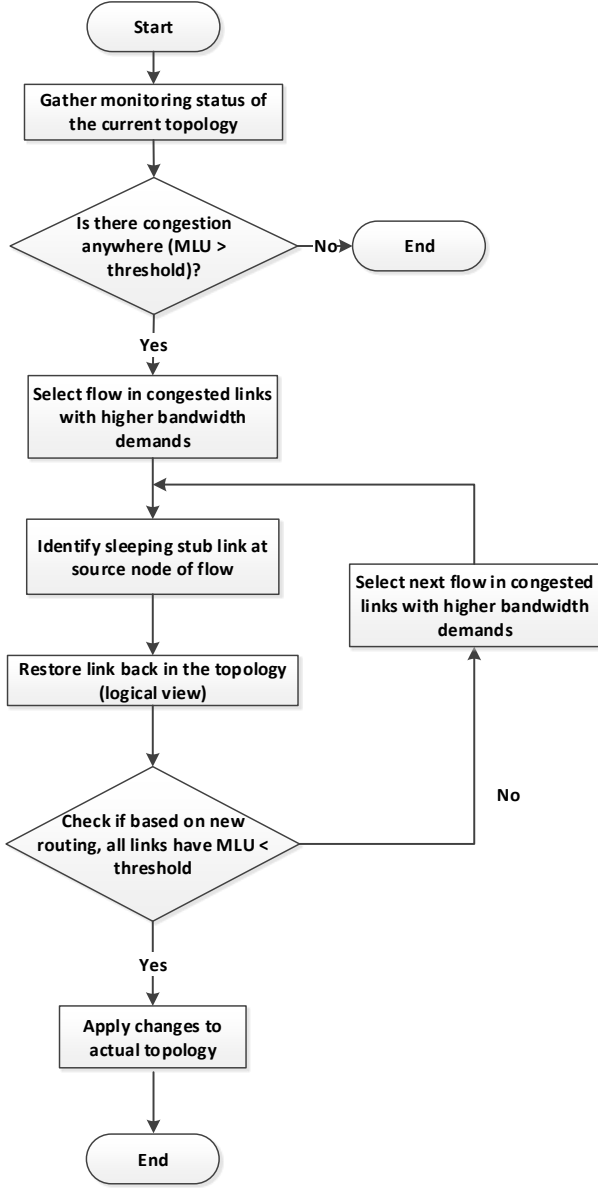 Start
Gather monitoring status of
the current topology
Is there congestion
anywhere (MLU >
threshold)?
No
End
Yes
Select flow in congested links
with higher bandwidth
demands
Identify sleeping stub link at
source node of flow
Select next flow in congested
links with higher bandwidth
demands
Restore link back in the topology
(logical view)
Check if based on new
routing, all links have MLU <
threshold
No
Yes
Apply changes to
actual topology
End